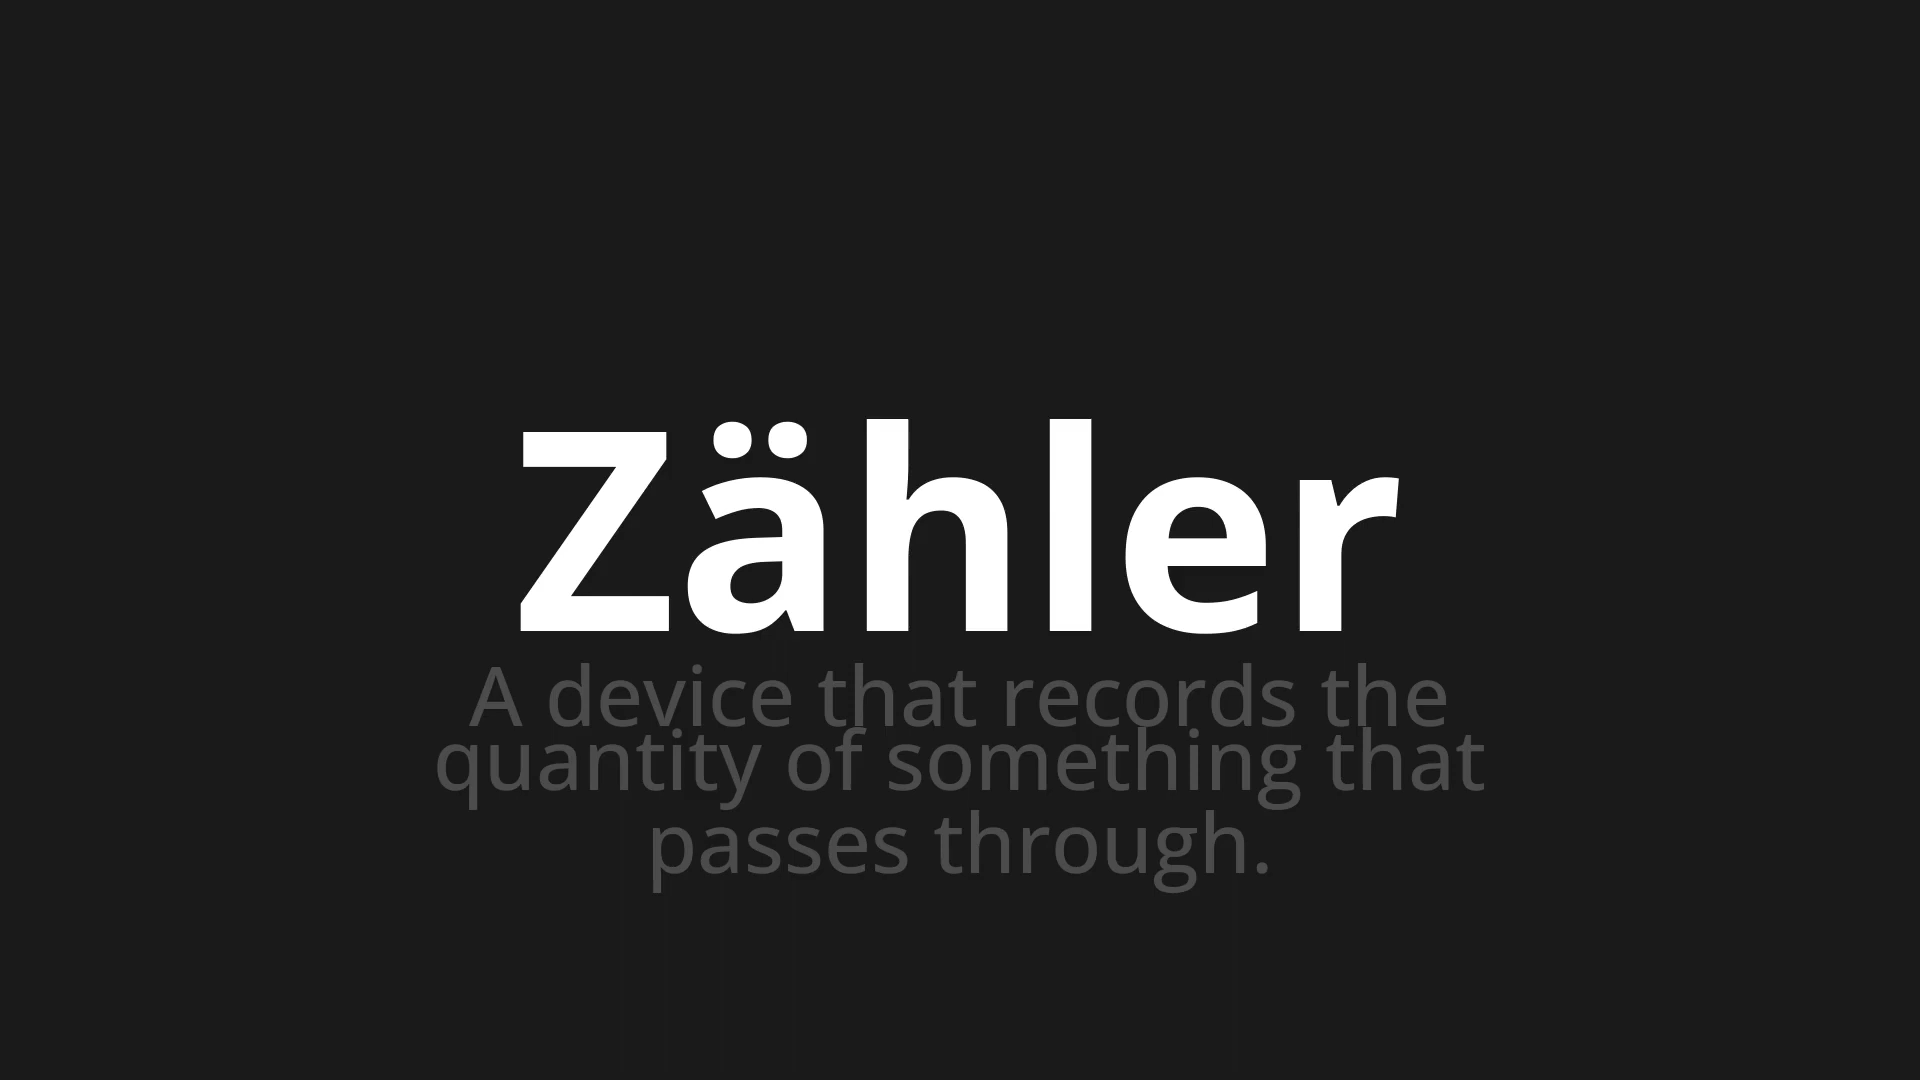 Zähler
A device that records the
quantity of something that
passes through.